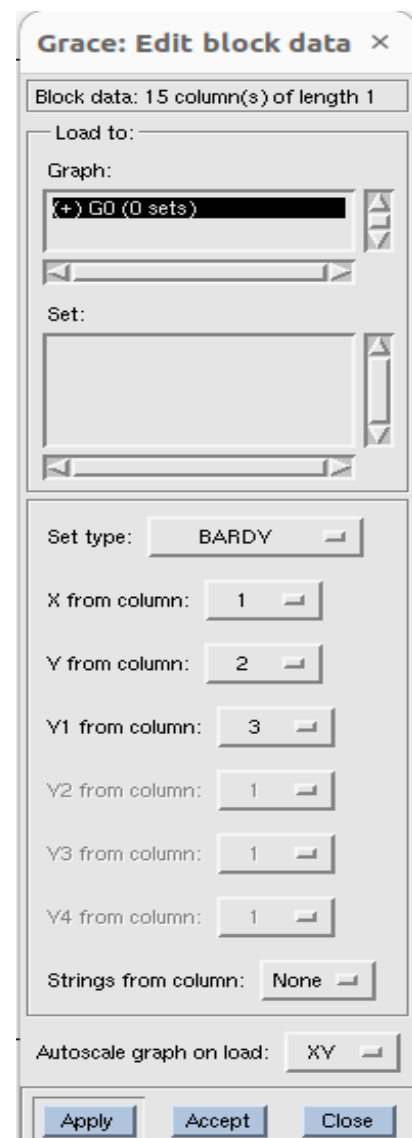 Grace: Edit block data ×
Block data: 15 column(s) of length 1
Load to:
Graph:
(+) G0 (0 sets)
Set:
Set type: BARDY
X from column: 1
Y from column: 2
Y1 from column: 3
Y2 from column: 1
Y3 from column: 1
Y4 from column: 1
Strings from column: None
Autoscale graph on load: XY
Apply Accept Close